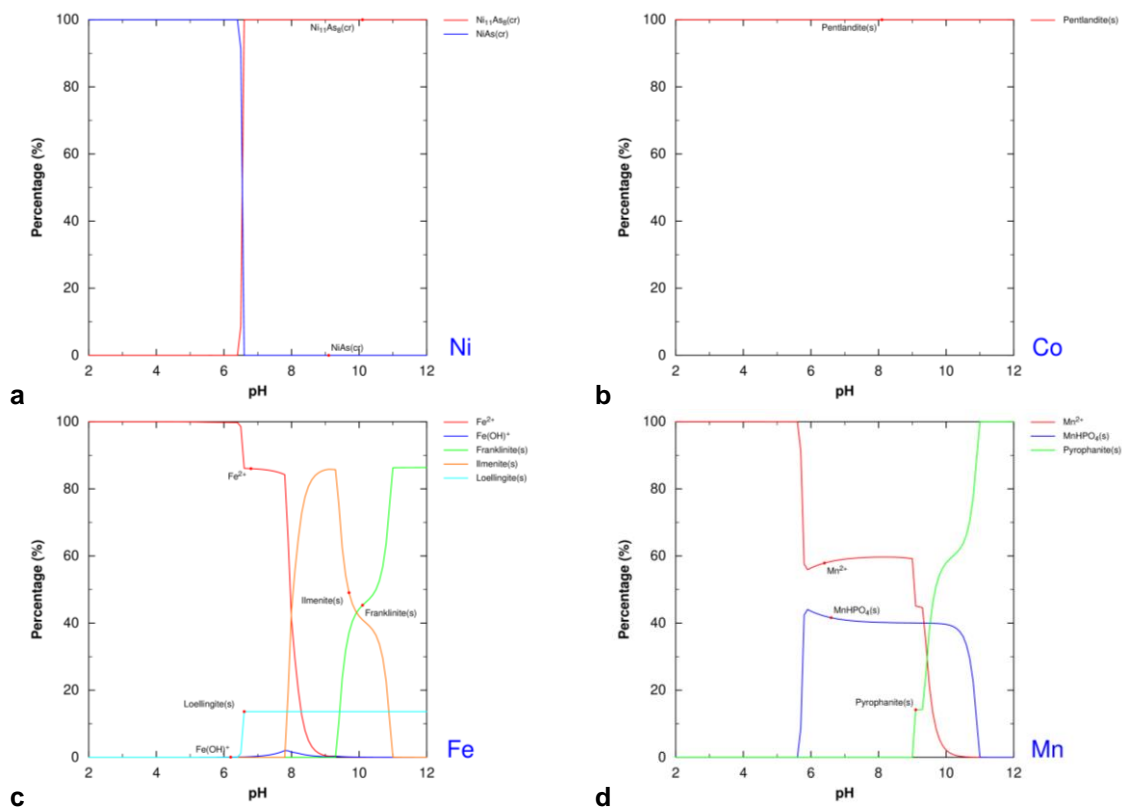 100
80
60
40
20
0
Percentage (%)
2 4 6 8 10 12
pH
Ni₁₁As₈(cr)
NiAs(cr)
Ni₁₁As₈(cr)
NiAs(cr)
Ni
a
100
80
60
40
20
0
Percentage (%)
2 4 6 8 10 12
pH
Pentlandite(s)
Pentlandite(s)
Co
b
100
80
60
40
20
0
Percentage (%)
2 4 6 8 10 12
pH
Fe²⁺
Fe(OH)⁺
Franklinite(s)
Ilmenite(s)
Loellingite(s)
Fe²⁺
Ilmenite(s)
Franklinite(s)
Loellingite(s)
Fe(OH)⁺
Fe
c
100
80
60
40
20
0
Percentage (%)
2 4 6 8 10 12
pH
Mn²⁺
MnHPO₄(s)
Pyrophanite(s)
Mn²⁺
MnHPO₄(s)
Pyrophanite(s)
Mn
d